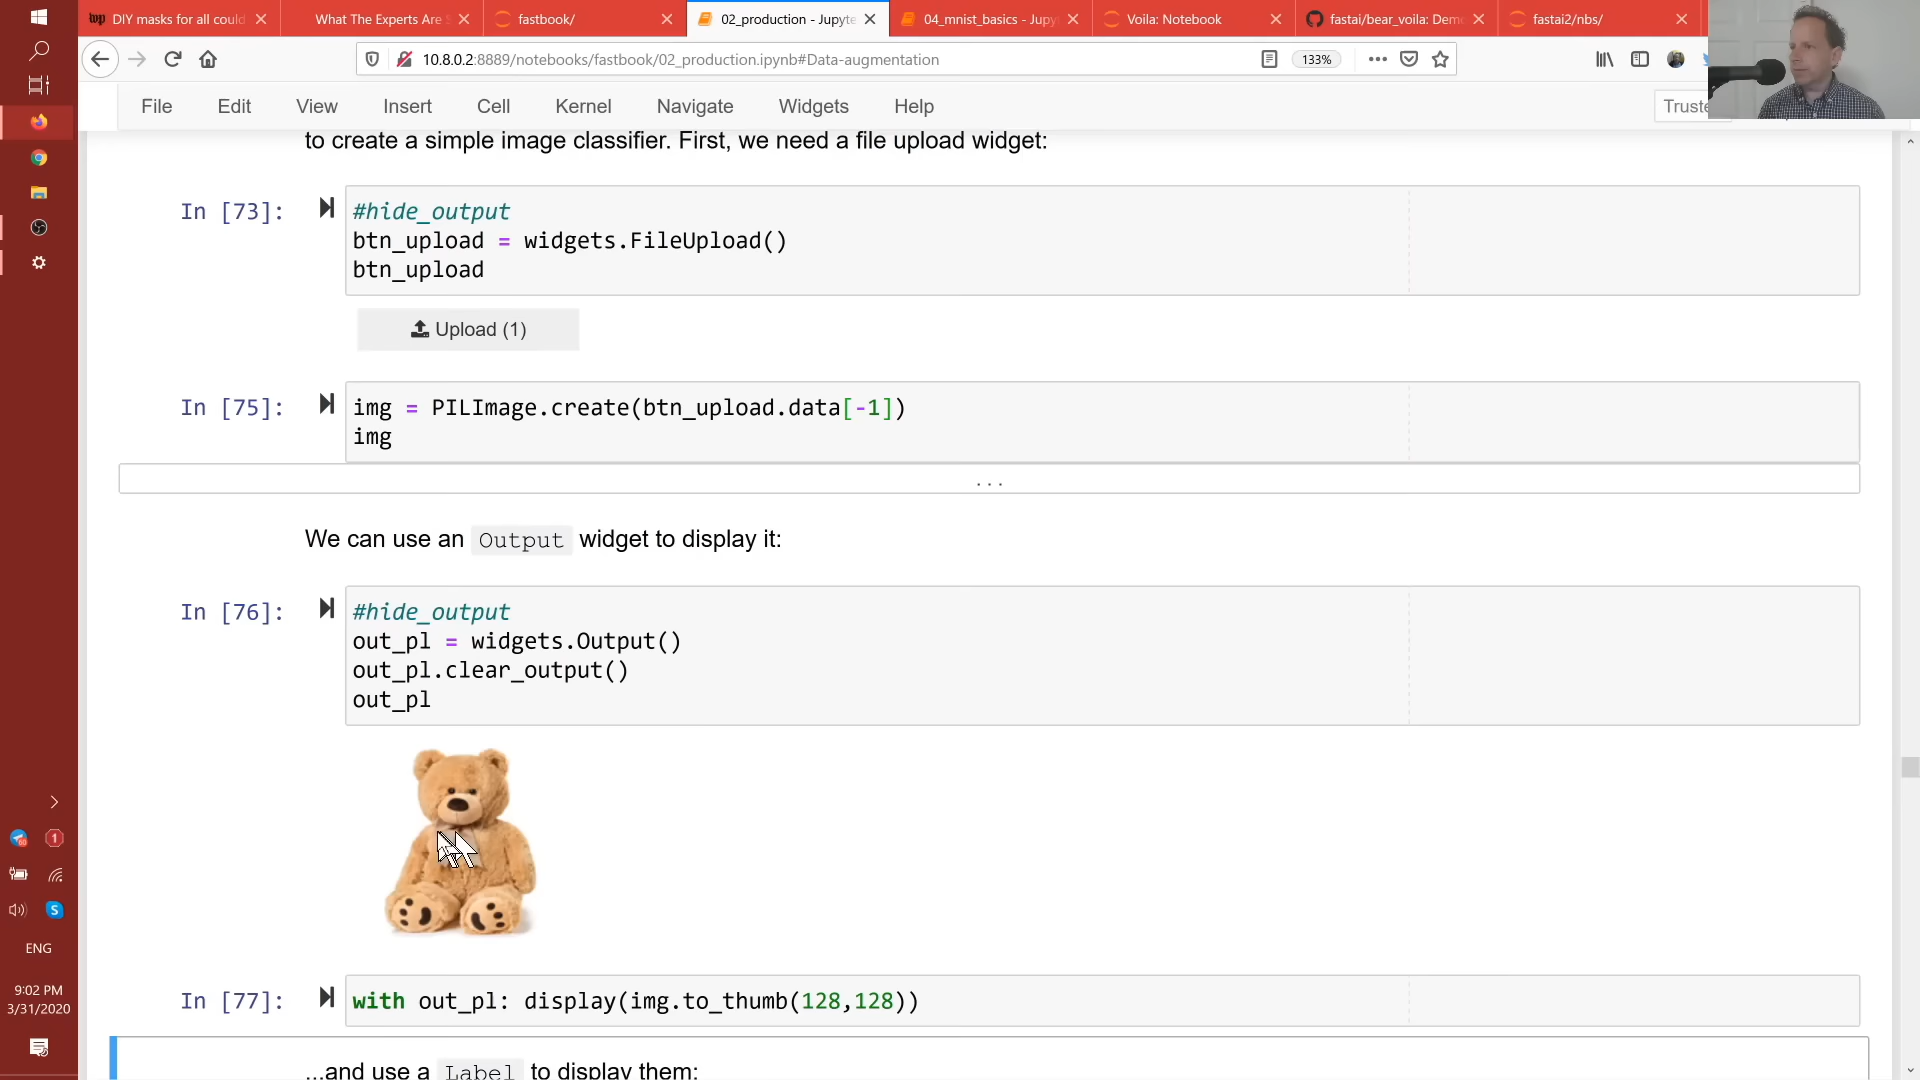 DIY masks for all could
What The Experts Are S
fastbook/
02_production - Jupyte
04_mnist_basics - Jupy
Voila: Notebook
fastai/bear_voila: Dem
fastai2/nbs/
10.8.0.2:8889/notebooks/fastbook/02_production.ipynb#Data-augmentation
133%
File Edit View Insert Cell Kernel Navigate Widgets Help
Truste
to create a simple image classifier. First, we need a file upload widget:
In [73]:
#hide_output
btn_upload = widgets.FileUpload()
btn_upload
Upload (1)
In [75]:
img = PILImage.create(btn_upload.data[-1])
img
...
We can use an Output widget to display it:
In [76]:
#hide_output
out_pl = widgets.Output()
out_pl.clear_output()
out_pl
In [77]:
with out_pl: display(img.to_thumb(128,128))
...and use a Label to display them:
1
S
ENG
9:02 PM
3/31/2020